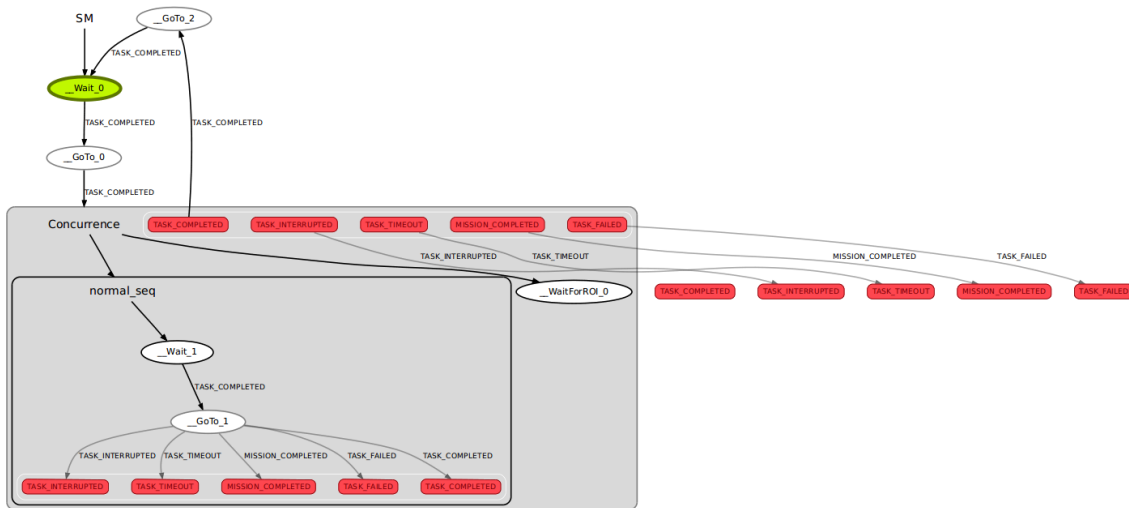 SM
__GoTo_2
TASK_COMPLETED
__Wait_0
TASK_COMPLETED
TASK_COMPLETED
__GoTo_0
TASK_COMPLETED
Concurrence
TASK_COMPLETED
TASK_INTERRUPTED
TASK_TIMEOUT
MISSION_COMPLETED
TASK_FAILED
TASK_INTERRUPTED
TASK_TIMEOUT
MISSION_COMPLETED
TASK_FAILED
normal_seq
__WaitForROI_0
TASK_COMPLETED
TASK_INTERRUPTED
TASK_TIMEOUT
MISSION_COMPLETED
TASK_FAILED
__Wait_1
TASK_COMPLETED
__GoTo_1
TASK_INTERRUPTED
TASK_TIMEOUT
MISSION_COMPLETED
TASK_FAILED
TASK_COMPLETED
TASK_INTERRUPTED
TASK_TIMEOUT
MISSION_COMPLETED
TASK_FAILED
TASK_COMPLETED